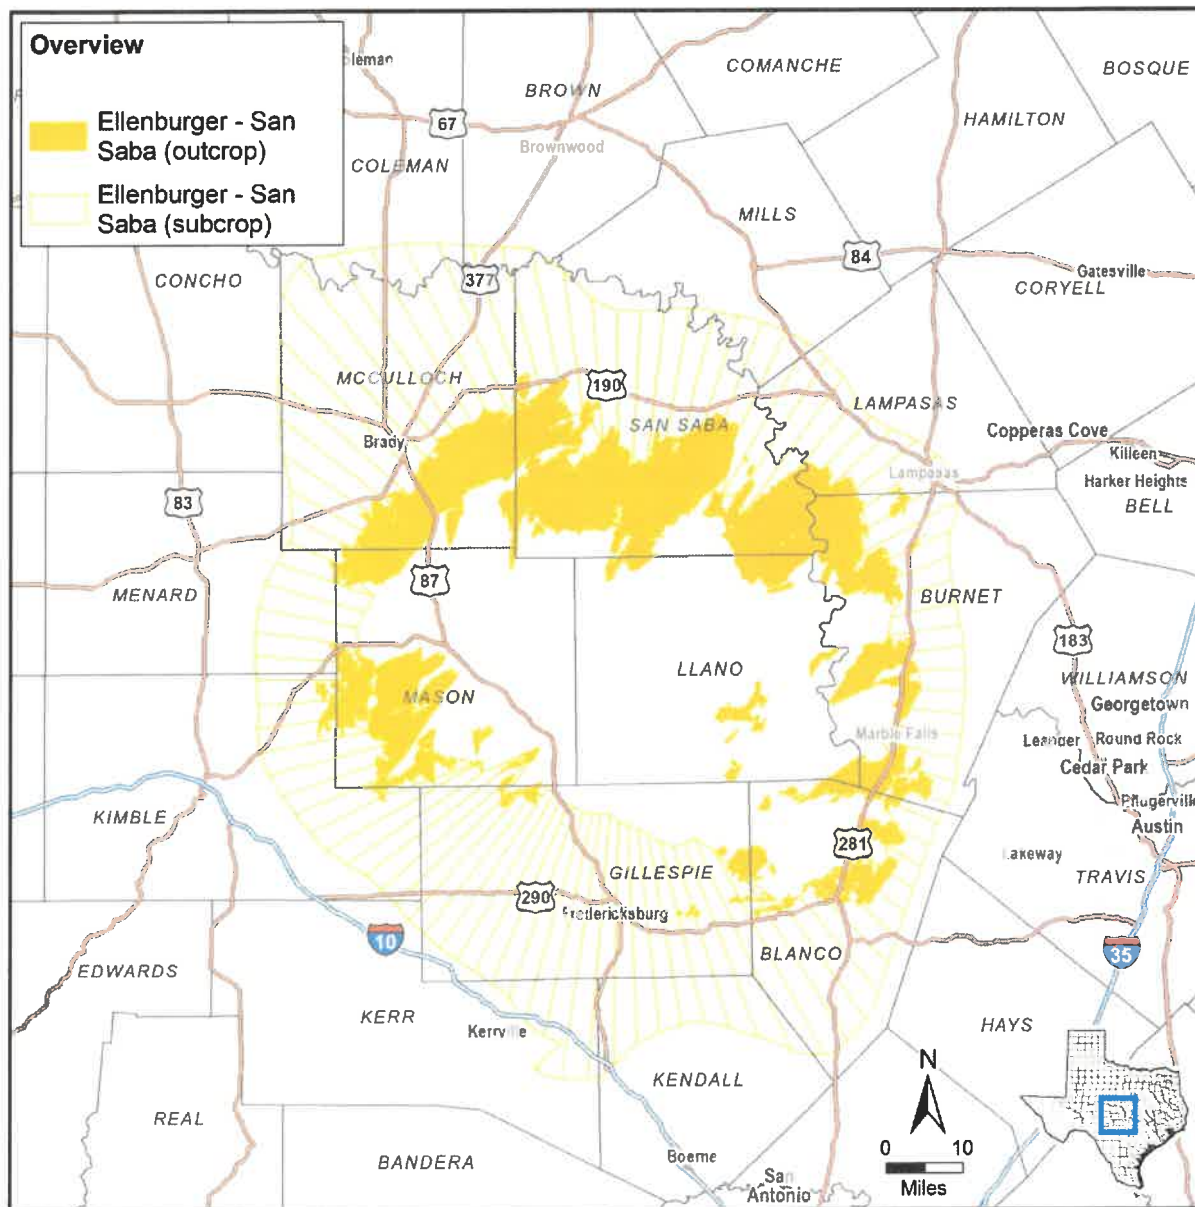 Overview
Ellenburger - San
Saba (outcrop)
Ellenburger - San
Saba (subcrop)
COMANCHE
BOSQUE
BROWN
HAMILTON
67
Brownwood
COLEMAN
MILLS
84
CONCHO
377
Gatesville
CORYELL
MCCULLOCH
190
LAMPASAS
SAN SABA
Copperas Cove
Brady
Killeen
Lampasas
Harker Heights
83
BELL
87
MENARD
BURNET
183
LLANO
WILLIAMSON
MASON
Georgetown
Marble Falls
Leander
Round Rock
Cedar Park
Pflugerville
KIMBLE
Austin
281
Lakeway
GILLESPIE
TRAVIS
290
Fredericksburg
10
BLANCO
35
EDWARDS
KERR
HAYS
Kerrville
N
KENDALL
0 10
Miles
REAL
Boerne
BANDERA
San
Antonio